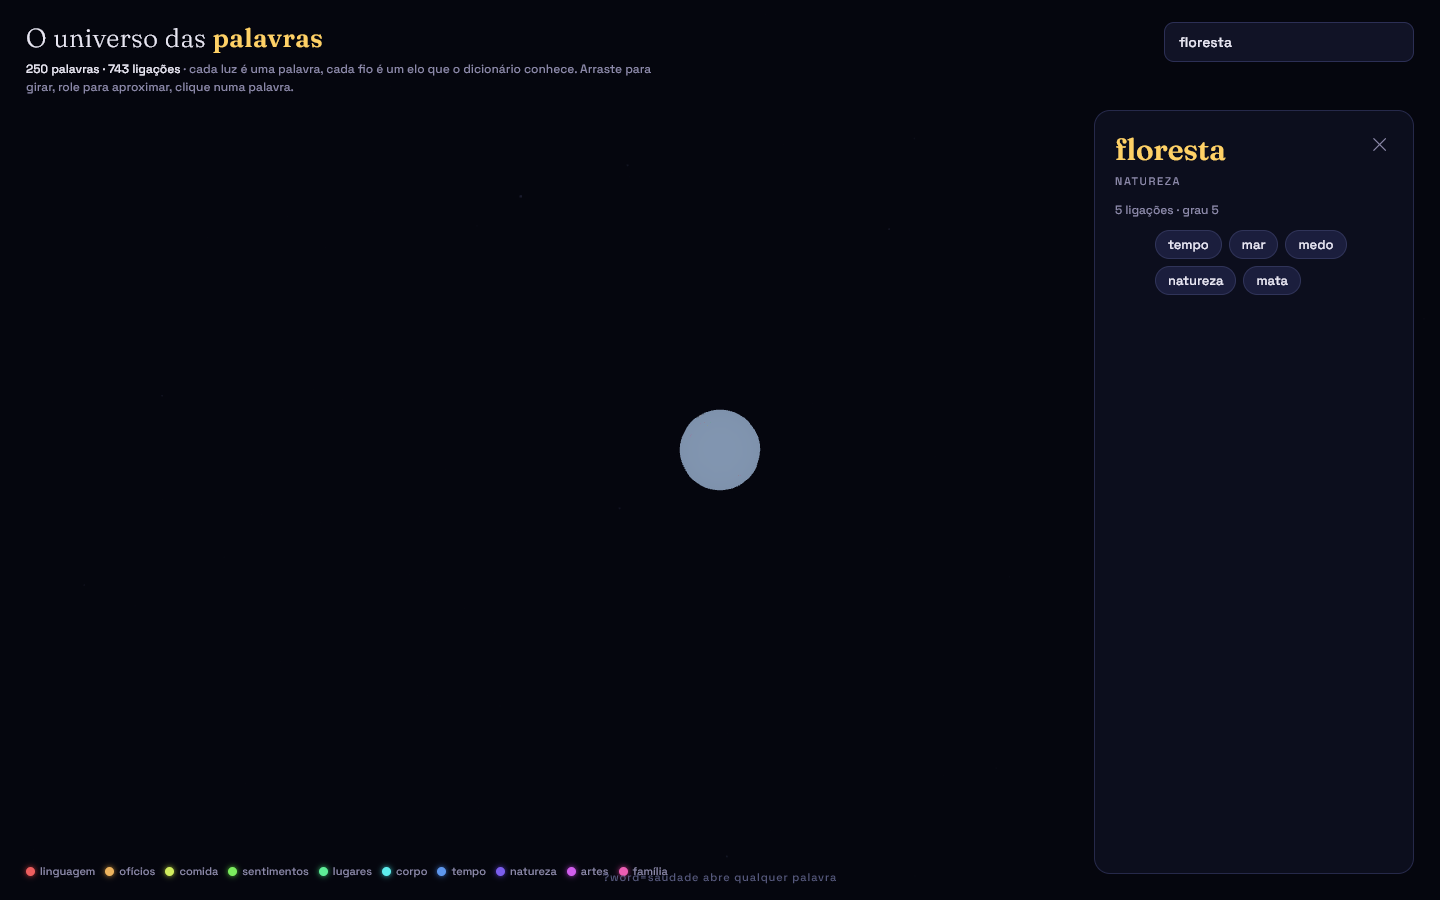 O universo das palavras
250 palavras · 743 ligações · cada luz é uma palavra, cada fio é um elo que o dicionário conhece. Arraste para
girar, role para aproximar, clique numa palavra.
floresta
floresta
NATUREZA
5 ligações · grau 5
tempo mar medo
natureza mata
linguagem ofícios comida sentimentos lugares corpo tempo natureza artes família
?word=saudade abre qualquer palavra